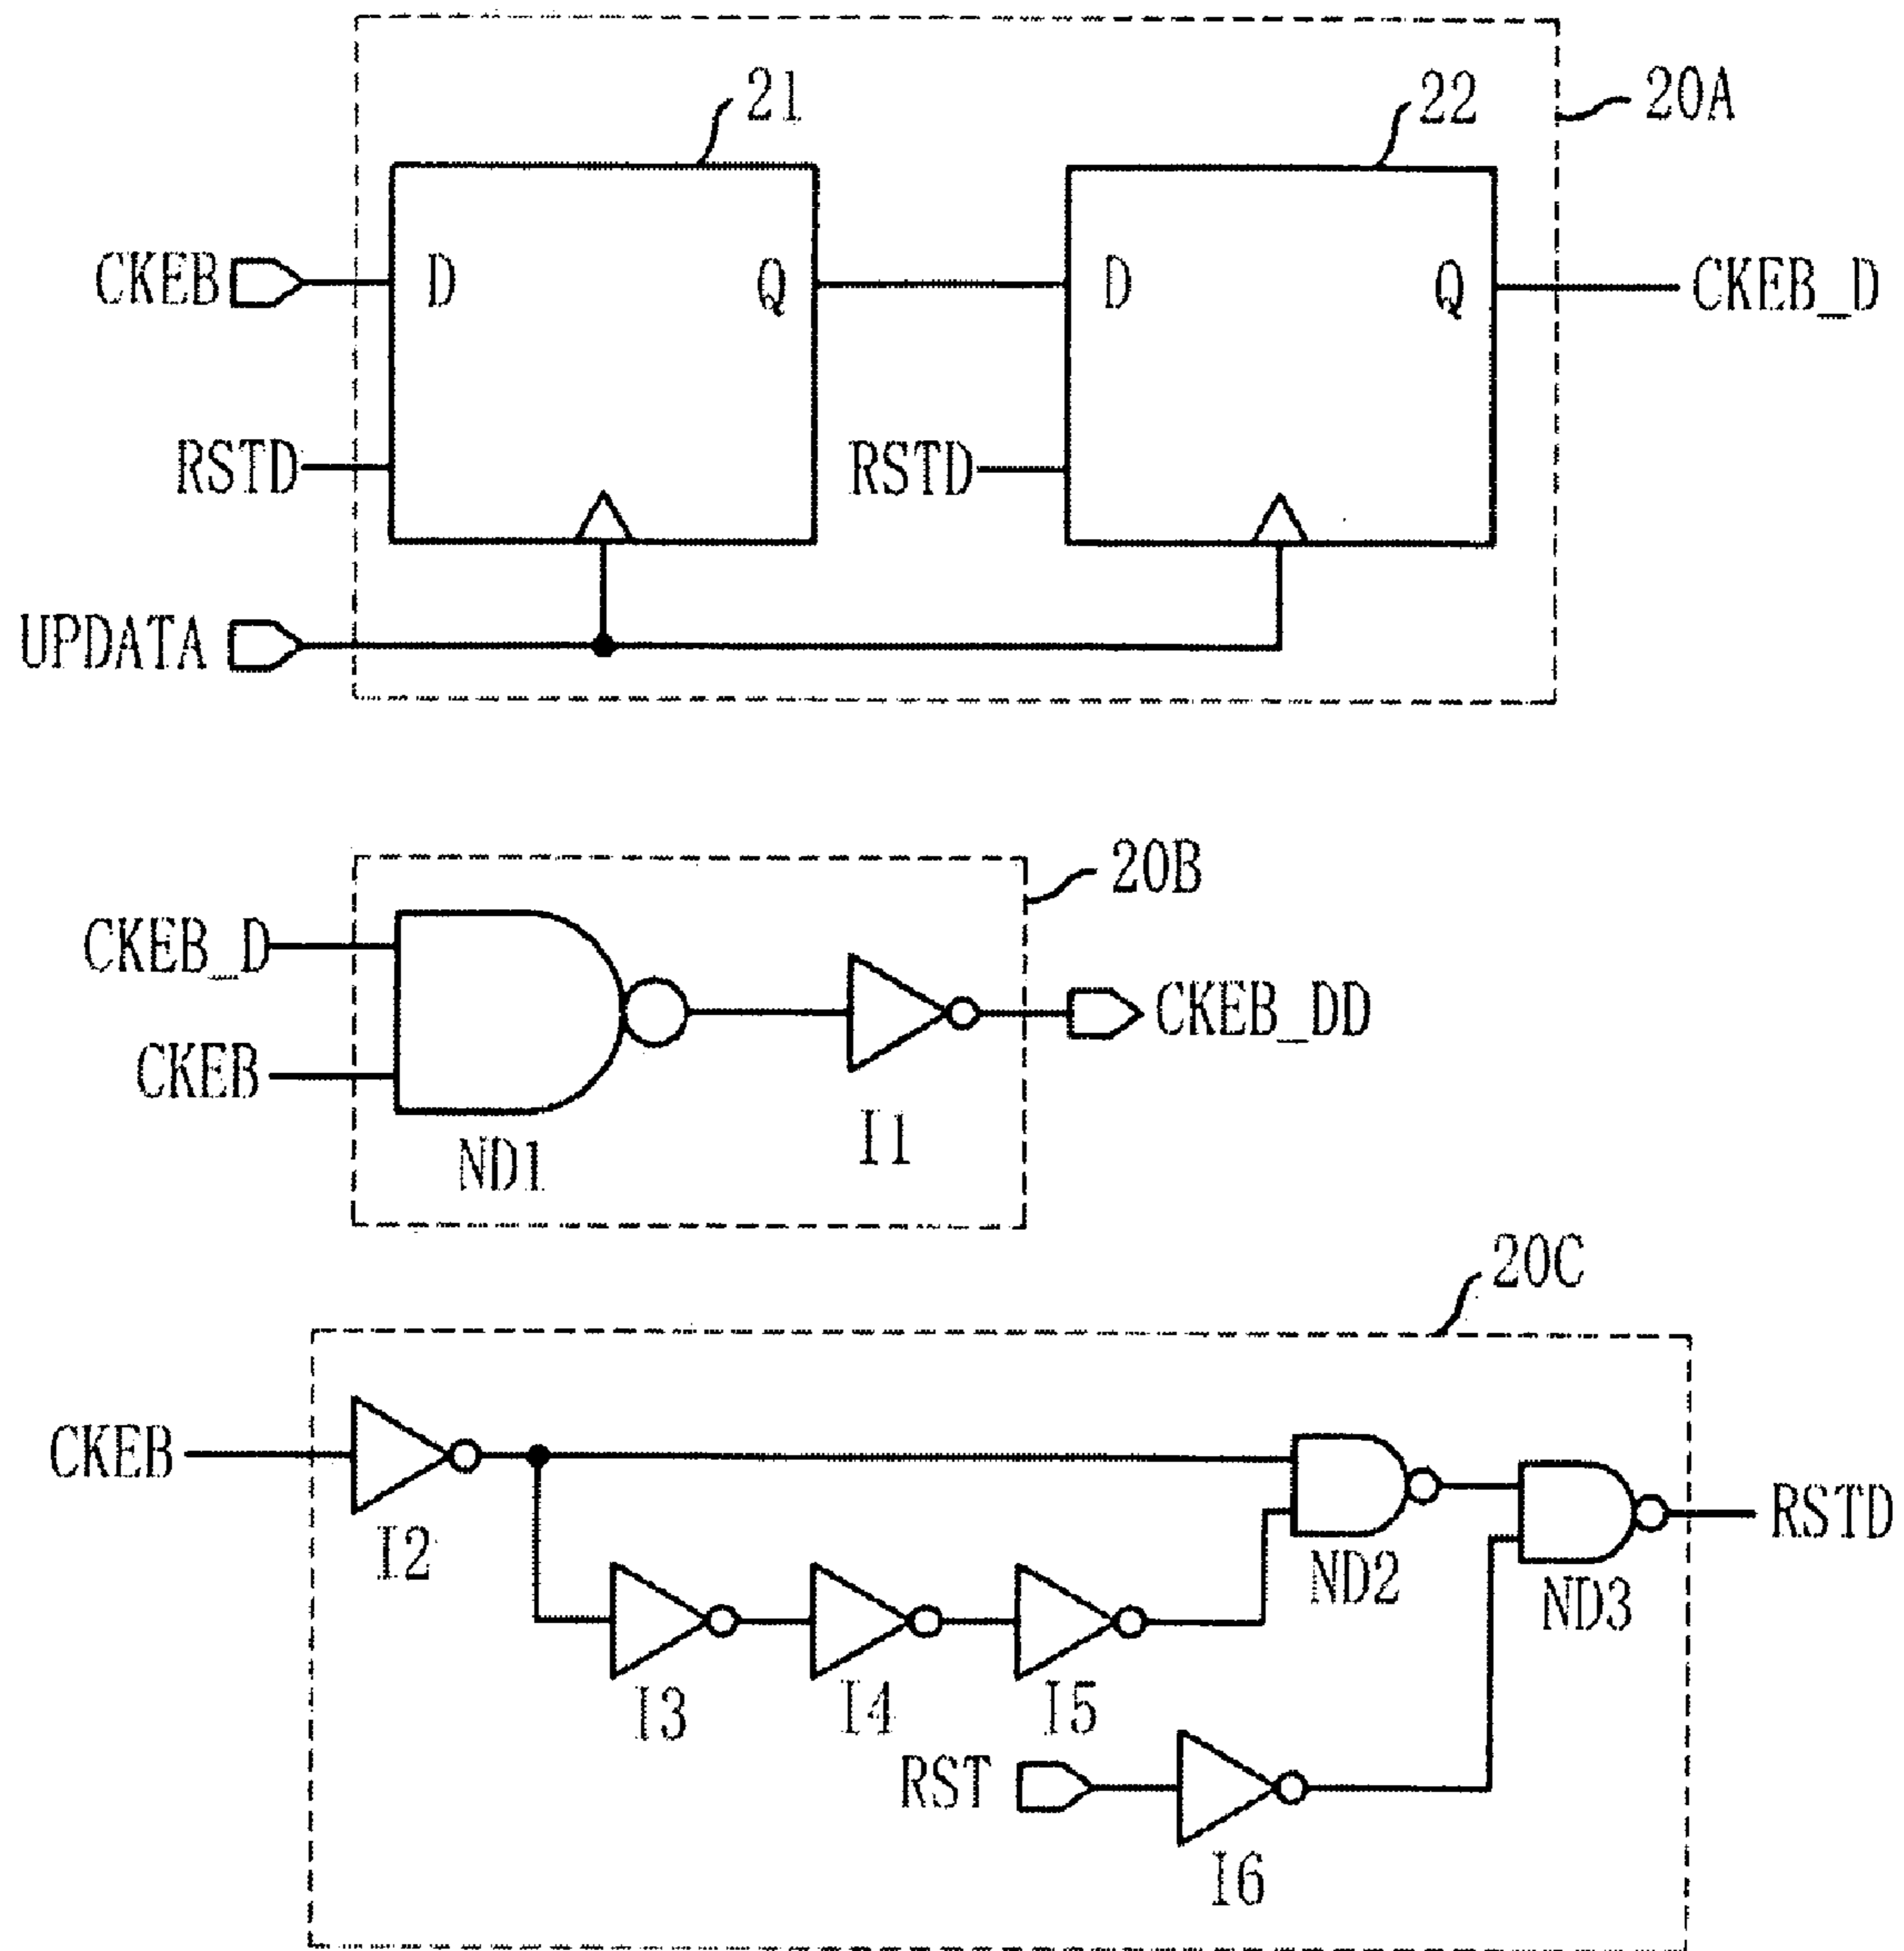 21
22
20A
CKEB
D
Q
D
Q
CKEB_D
RSTD
RSTD
UPDATA
20B
CKEB_D
CKEB_DD
CKEB
ND1
I1
20C
CKEB
I2
ND2
RSTD
ND3
I3
I4
I5
RST
I6